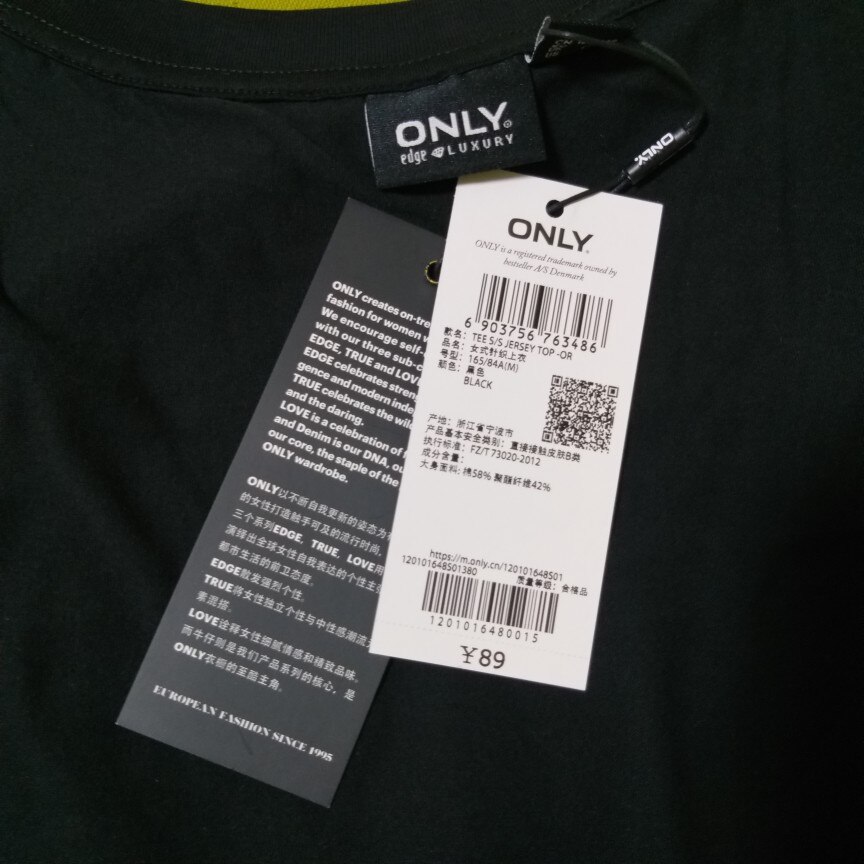 ONLY
edge LUXURY
ONLY
ONLY
ONLY is a registered trademark owned by
bestseller A/S Denmark
6 903756 763486
款名: TEE S/S JERSEY TOP -OR
品名: 女式针织上衣
号型: 165/84A(M)
颜色: 黑色
BLACK
产地: 浙江省宁波市
产品基本安全类别: 直接接触皮肤B类
执行标准: FZ/T 73020-2012
成分含量:
大身面料: 棉58% 聚酯纤维42%
https://m.only.cn/120101648S01
120101648S01380
质量等级: 合格品
1201016480015
¥89
ONLY creates on-tre
fashion for women w
We encourage self-
with our three sub-c
EDGE, TRUE and LOV
EDGE celebrates stren
gence and modern inde
TRUE celebrates the wild
and the daring.
LOVE is a celebration of f
and Denim is our DNA, ou
our core, the staple of the
ONLY wardrobe.
ONLY以不断自我更新的姿态为
的女性打造触手可及的流行时尚,
三个系列EDGE, TRUE, LOVE用
演绎出全球女性自我表达的个性主
都市生活的前卫态度。
EDGE散发强烈个性。
TRUE将女性独立个性与中性感潮流
素混搭。
LOVE诠释女性细腻情感和精致品味。
而牛仔则是我们产品系列的核心, 是
ONLY衣橱的至酷主角。
EUROPEAN FASHION SINCE 1995